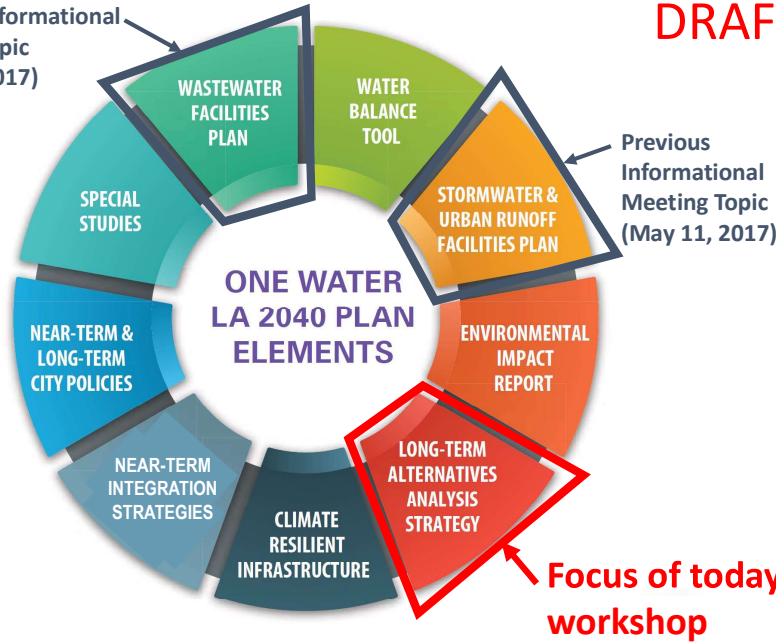 DRAF
nformational
pic
017)
WASTEWATER
FACILITIES
PLAN
WATER
BALANCE
TOOL
Previous
Informational
Meeting Topic
(May 11, 2017)
STORMWATER &
URBAN RUNOFF
FACILITIES PLAN
SPECIAL
STUDIES
ONE WATER
LA 2040 PLAN
ELEMENTS
NEAR-TERM &
LONG-TERM
CITY POLICIES
ENVIRONMENTAL
IMPACT
REPORT
LONG-TERM
ALTERNATIVES
ANALYSIS
STRATEGY
NEAR-TERM
INTEGRATION
STRATEGIES
CLIMATE
RESILIENT
INFRASTRUCTURE
Focus of today
workshop